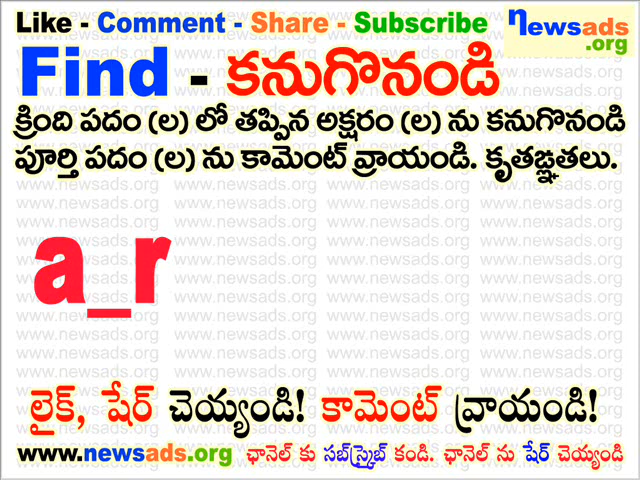 Like - Comment - Share - Subscribe
newsads
.org
Find - కనుగొనండి
క్రింది పదం (ల) లో తప్పిన అక్షరం (ల) ను కనుగొనండి
పూర్తి పదం (ల) ను కామెంట్ వ్రాయండి. కృతఙ్ఞతలు.
a_r
లైక్, షేర్ చెయ్యండి! కామెంట్ వ్రాయండి!
www.newsads.org ఛానెల్ కు సబ్‌స్క్రైబ్ కండి. ఛానెల్ ను షేర్ చెయ్యండి